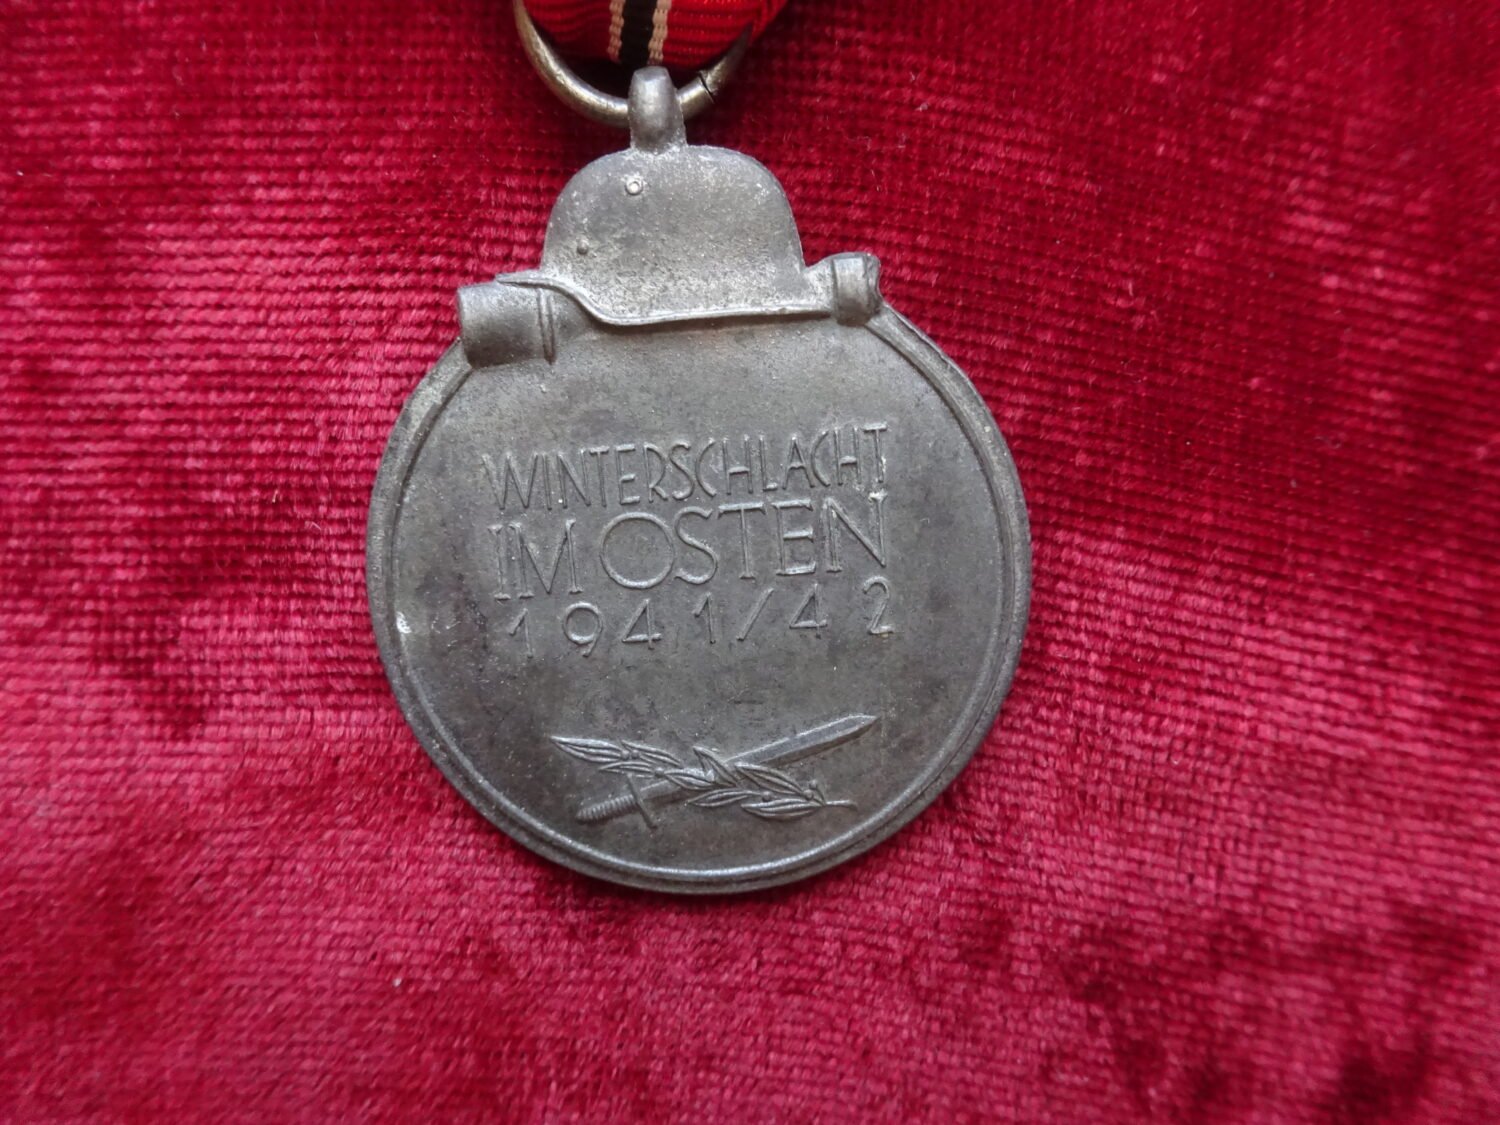 WINTERSCHLACHT
IM OSTEN
1941/42